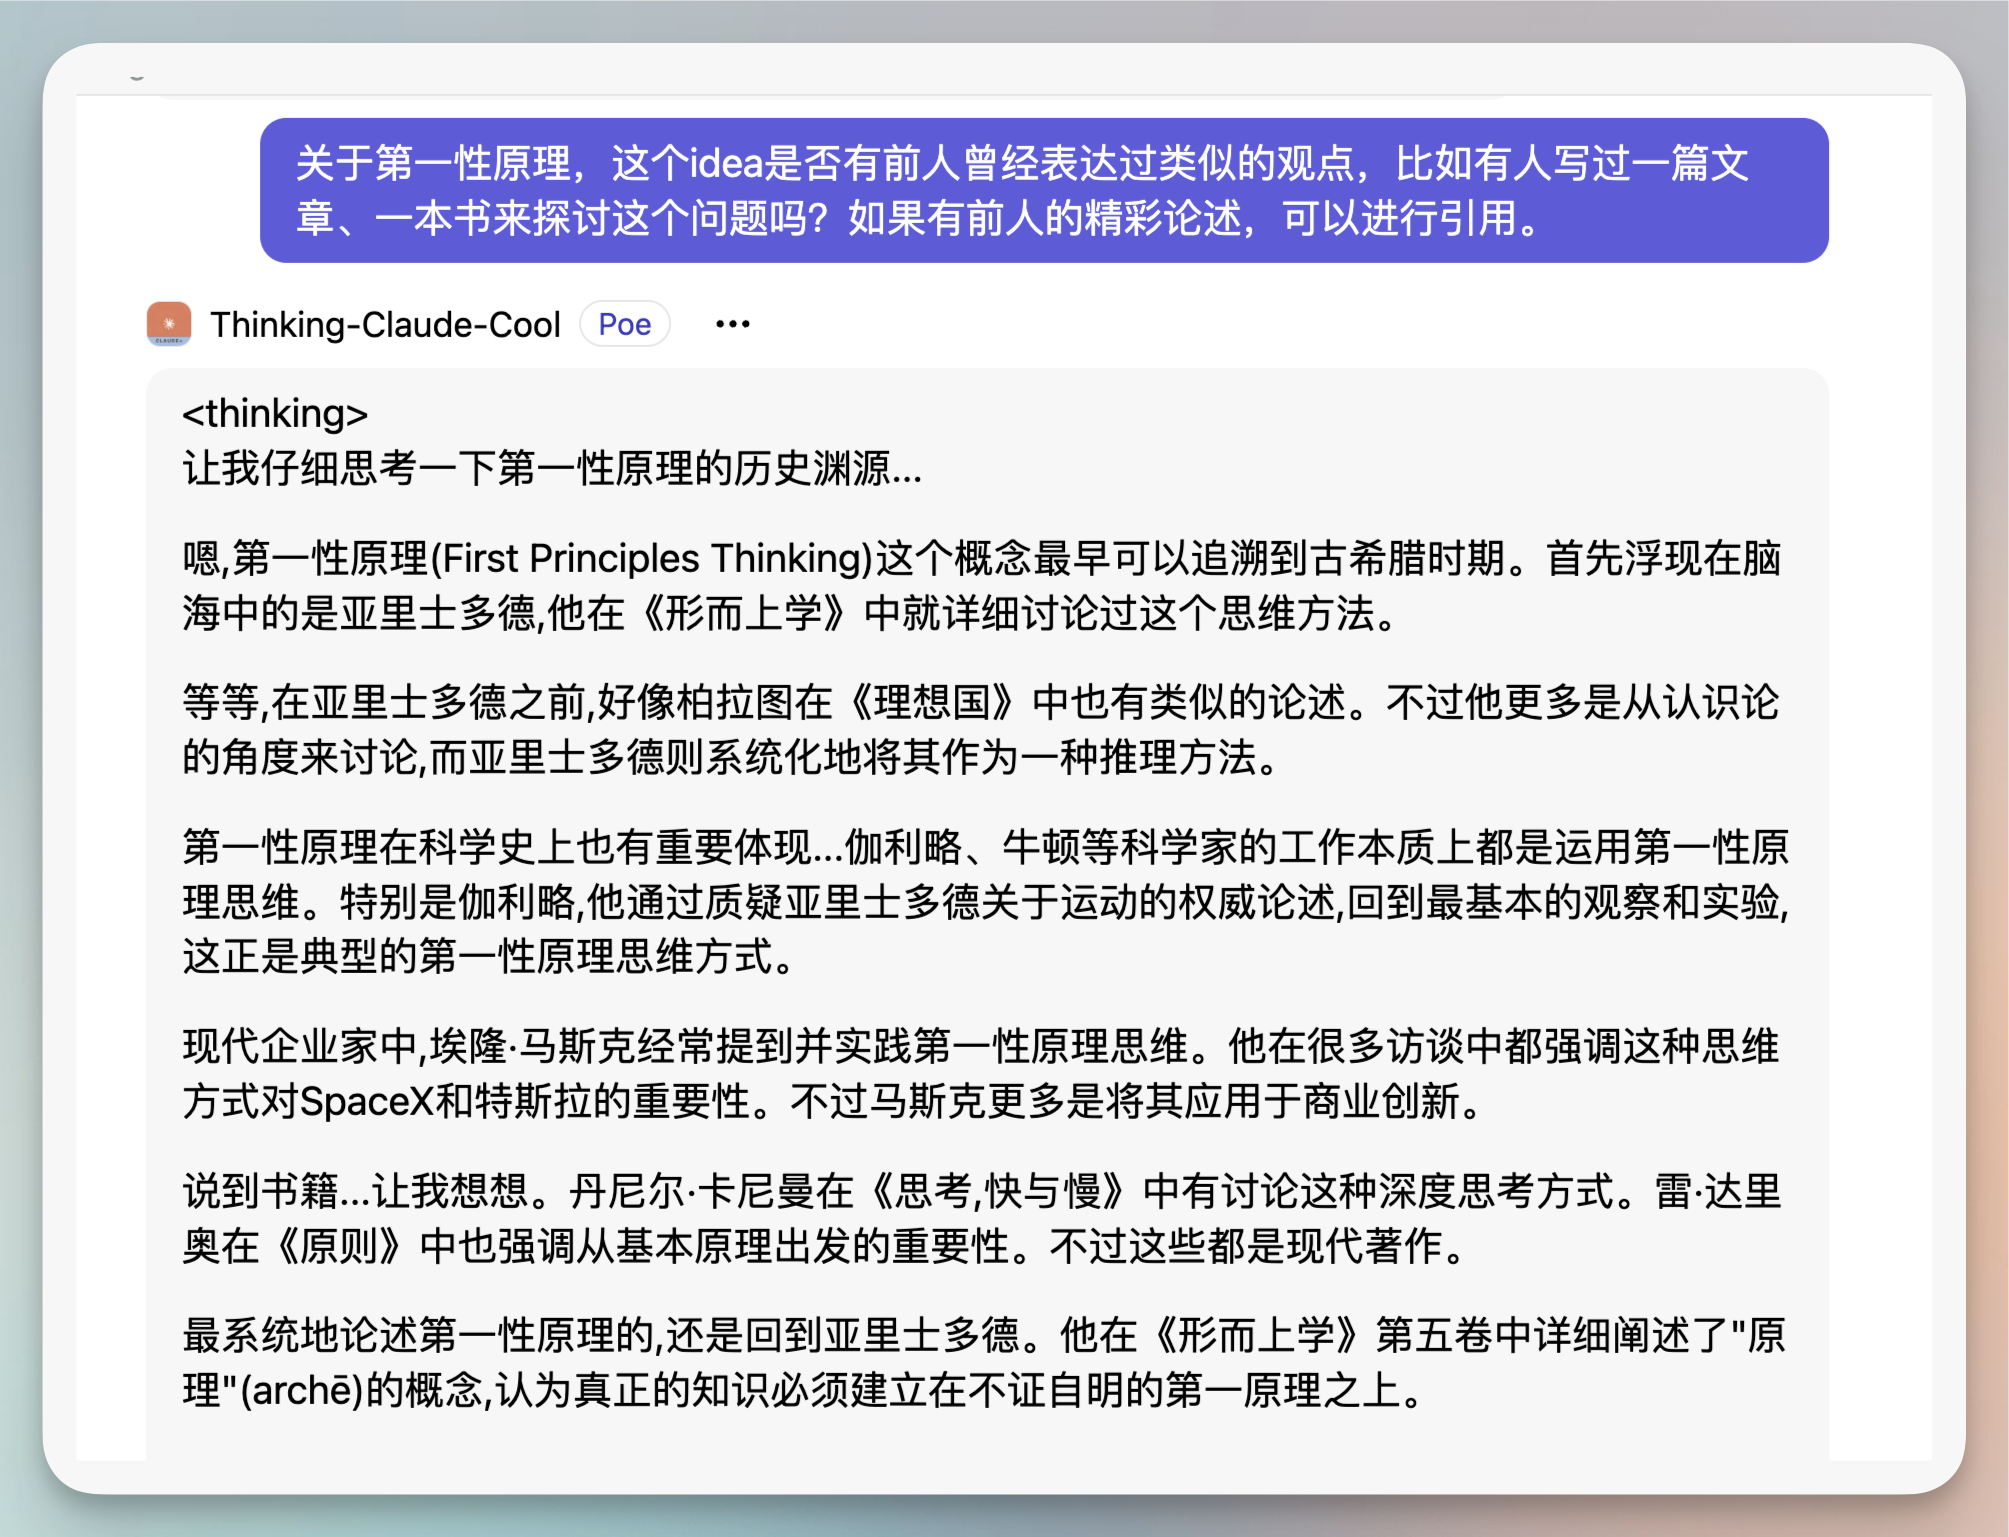 关于第一性原理，这个idea是否有前人曾经表达过类似的观点，比如有人写过一篇文
章、一本书来探讨这个问题吗？如果有前人的精彩论述，可以进行引用。
Thinking-Claude-Cool Poe ···
CLAUDE+
<thinking>
让我仔细思考一下第一性原理的历史渊源...
嗯,第一性原理(First Principles Thinking)这个概念最早可以追溯到古希腊时期。首先浮现在脑
海中的是亚里士多德,他在《形而上学》中就详细讨论过这个思维方法。
等等,在亚里士多德之前,好像柏拉图在《理想国》中也有类似的论述。不过他更多是从认识论
的角度来讨论,而亚里士多德则系统化地将其作为一种推理方法。
第一性原理在科学史上也有重要体现...伽利略、牛顿等科学家的工作本质上都是运用第一性原
理思维。特别是伽利略,他通过质疑亚里士多德关于运动的权威论述,回到最基本的观察和实验,
这正是典型的第一性原理思维方式。
现代企业家中,埃隆·马斯克经常提到并实践第一性原理思维。他在很多访谈中都强调这种思维
方式对SpaceX和特斯拉的重要性。不过马斯克更多是将其应用于商业创新。
说到书籍...让我想想。丹尼尔·卡尼曼在《思考,快与慢》中有讨论这种深度思考方式。雷·达里
奥在《原则》中也强调从基本原理出发的重要性。不过这些都是现代著作。
最系统地论述第一性原理的,还是回到亚里士多德。他在《形而上学》第五卷中详细阐述了"原
理"(archē)的概念,认为真正的知识必须建立在不证自明的第一原理之上。